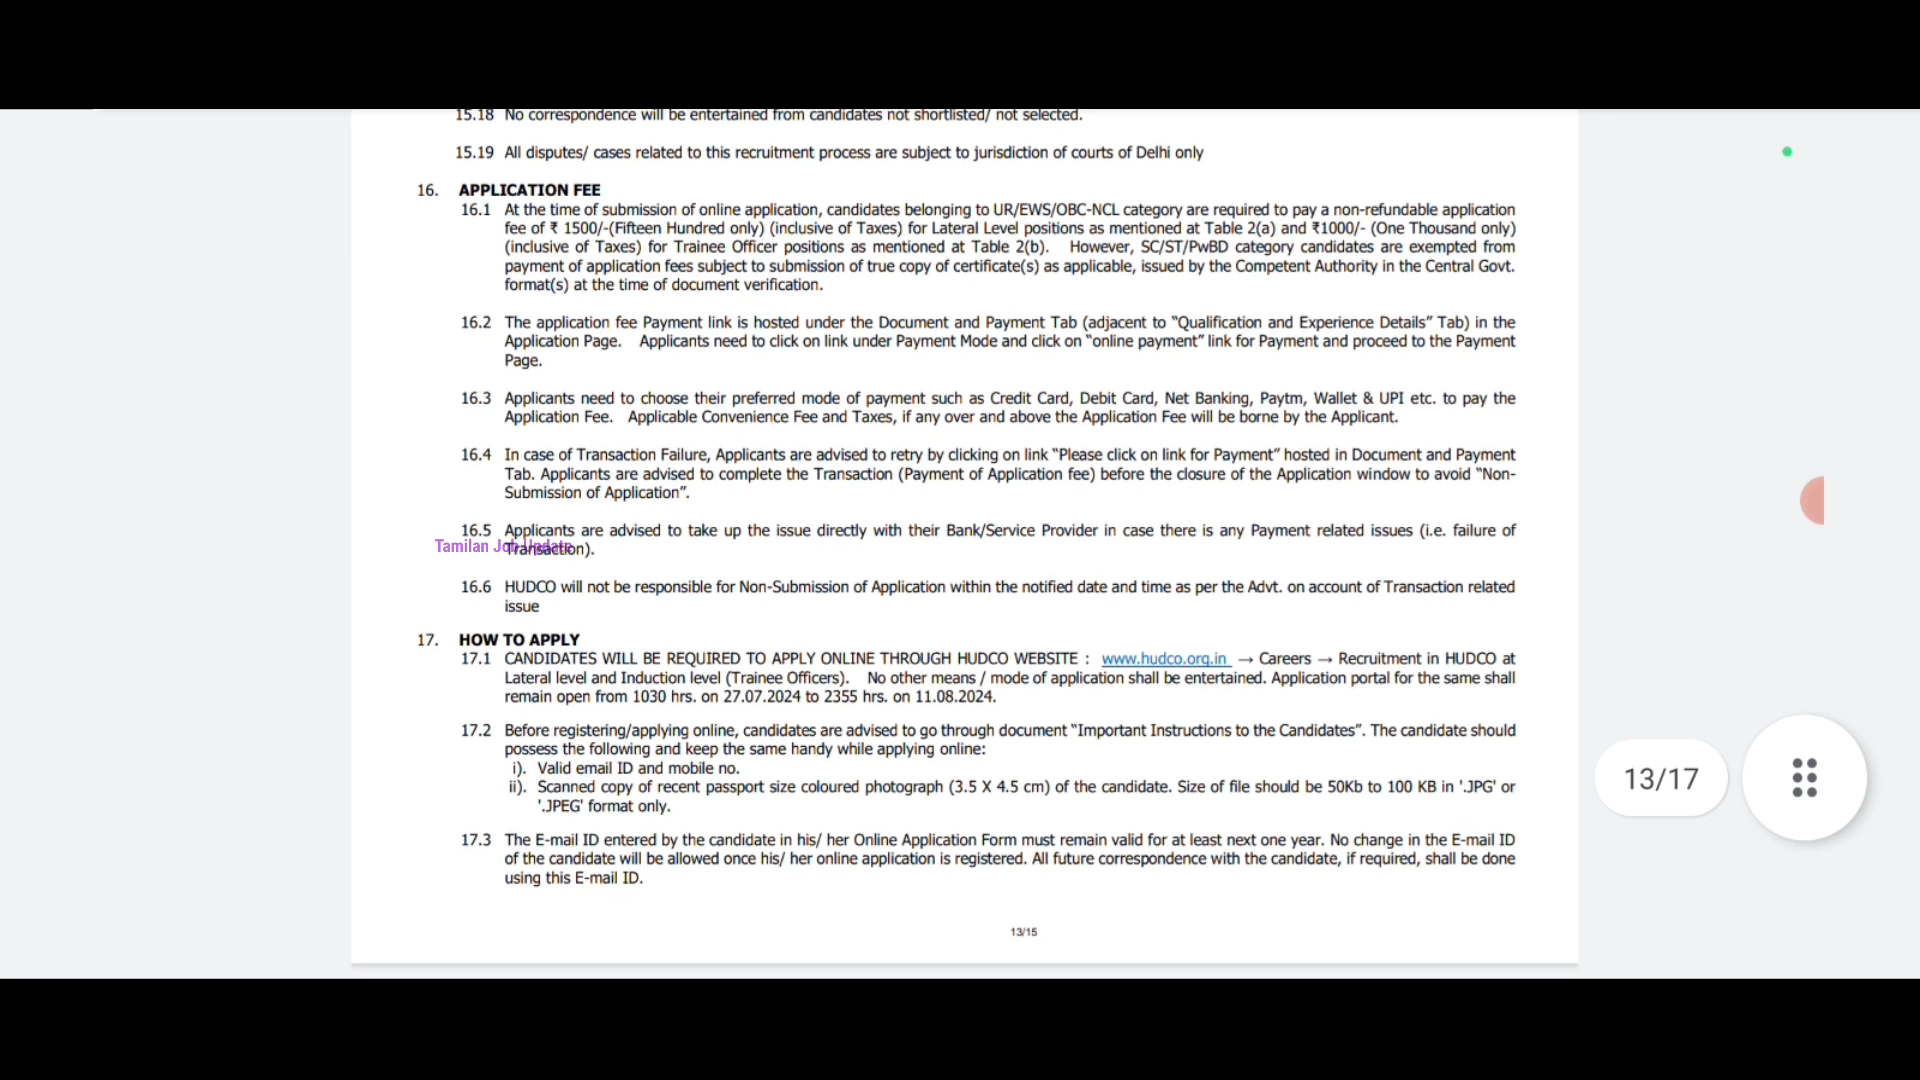 15.18 No correspondence will be entertained from candidates not shortlisted/ not selected.
15.19 All disputes/ cases related to this recruitment process are subject to jurisdiction of courts of Delhi only
16. APPLICATION FEE
16.1 At the time of submission of online application, candidates belonging to UR/EWS/OBC-NCL category are required to pay a non-refundable application
fee of ₹ 1500/-(Fifteen Hundred only) (inclusive of Taxes) for Lateral Level positions as mentioned at Table 2(a) and ₹1000/- (One Thousand only)
(inclusive of Taxes) for Trainee Officer positions as mentioned at Table 2(b). However, SC/ST/PwBD category candidates are exempted from
payment of application fees subject to submission of true copy of certificate(s) as applicable, issued by the Competent Authority in the Central Govt.
format(s) at the time of document verification.
16.2 The application fee Payment link is hosted under the Document and Payment Tab (adjacent to “Qualification and Experience Details” Tab) in the
Application Page. Applicants need to click on link under Payment Mode and click on “online payment” link for Payment and proceed to the Payment
Page.
16.3 Applicants need to choose their preferred mode of payment such as Credit Card, Debit Card, Net Banking, Paytm, Wallet & UPI etc. to pay the
Application Fee. Applicable Convenience Fee and Taxes, if any over and above the Application Fee will be borne by the Applicant.
16.4 In case of Transaction Failure, Applicants are advised to retry by clicking on link “Please click on link for Payment” hosted in Document and Payment
Tab. Applicants are advised to complete the Transaction (Payment of Application fee) before the closure of the Application window to avoid “Non-
Submission of Application”.
16.5 Applicants are advised to take up the issue directly with their Bank/Service Provider in case there is any Payment related issues (i.e. failure of
Transaction).
Tamilan Job Update
16.6 HUDCO will not be responsible for Non-Submission of Application within the notified date and time as per the Advt. on account of Transaction related
issue
17. HOW TO APPLY
17.1 CANDIDATES WILL BE REQUIRED TO APPLY ONLINE THROUGH HUDCO WEBSITE : www.hudco.org.in → Careers → Recruitment in HUDCO at
Lateral level and Induction level (Trainee Officers). No other means / mode of application shall be entertained. Application portal for the same shall
remain open from 1030 hrs. on 27.07.2024 to 2355 hrs. on 11.08.2024.
17.2 Before registering/applying online, candidates are advised to go through document “Important Instructions to the Candidates”. The candidate should
possess the following and keep the same handy while applying online:
i). Valid email ID and mobile no.
ii). Scanned copy of recent passport size coloured photograph (3.5 X 4.5 cm) of the candidate. Size of file should be 50Kb to 100 KB in '.JPG' or
'.JPEG' format only.
17.3 The E-mail ID entered by the candidate in his/ her Online Application Form must remain valid for at least next one year. No change in the E-mail ID
of the candidate will be allowed once his/ her online application is registered. All future correspondence with the candidate, if required, shall be done
using this E-mail ID.
13/15
13/17